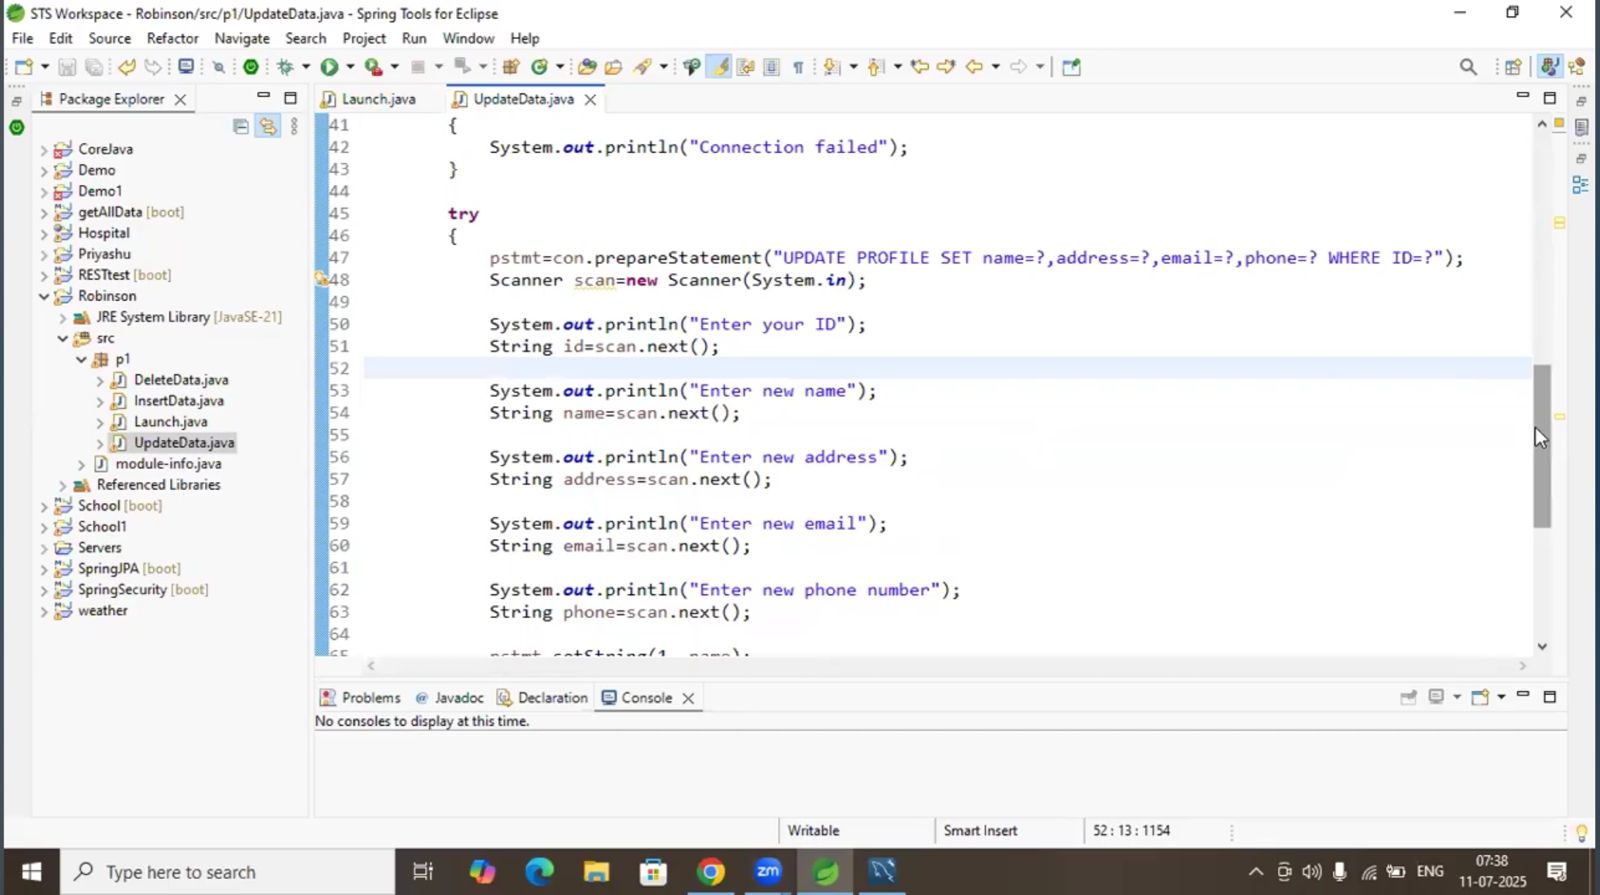 STS Workspace - Robinson/src/p1/UpdateData.java - Spring Tools for Eclipse
File Edit Source Refactor Navigate Search Project Run Window Help
Package Explorer
Launch.java UpdateData.java
CoreJava
Demo
Demo1
getAllData [boot]
Hospital
Priyashu
RESTtest [boot]
Robinson
JRE System Library [JavaSE-21]
src
p1
DeleteData.java
InsertData.java
Launch.java
UpdateData.java
module-info.java
Referenced Libraries
School [boot]
School1
Servers
SpringJPA [boot]
SpringSecurity [boot]
weather
41 {
42 System.out.println("Connection failed");
43 }
44
45 try
46 {
47 pstmt=con.prepareStatement("UPDATE PROFILE SET name=?,address=?,email=?,phone=? WHERE ID=?");
48 Scanner scan=new Scanner(System.in);
49
50 System.out.println("Enter your ID");
51 String id=scan.next();
52
53 System.out.println("Enter new name");
54 String name=scan.next();
55
56 System.out.println("Enter new address");
57 String address=scan.next();
58
59 System.out.println("Enter new email");
60 String email=scan.next();
61
62 System.out.println("Enter new phone number");
63 String phone=scan.next();
64
65 pstmt.setString(1, name);
Problems @ Javadoc Declaration Console
No consoles to display at this time.
Writable Smart Insert 52 : 13 : 1154
Type here to search
zm
ENG
07:38
11-07-2025